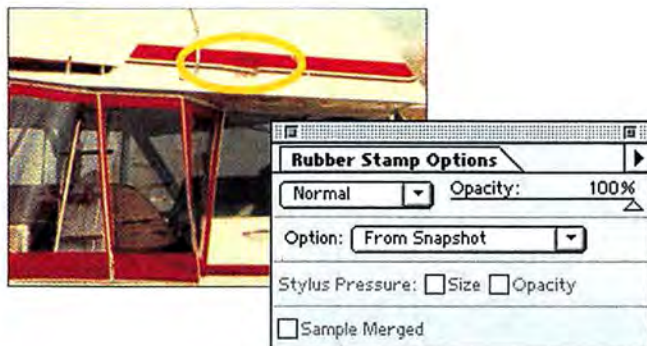 Rubber Stamp Options
Normal Opacity: 100%
Option: From Snapshot
Stylus Pressure: Size Opacity
Sample Merged